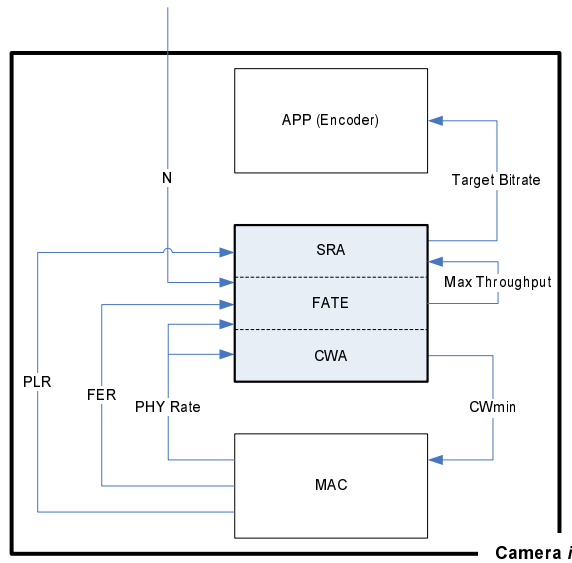 APP (Encoder)
N
Target Bitrate
SRA
Max Throughput
FATE
CWA
PLR
FER
PHY Rate
CWmin
MAC
Camera i